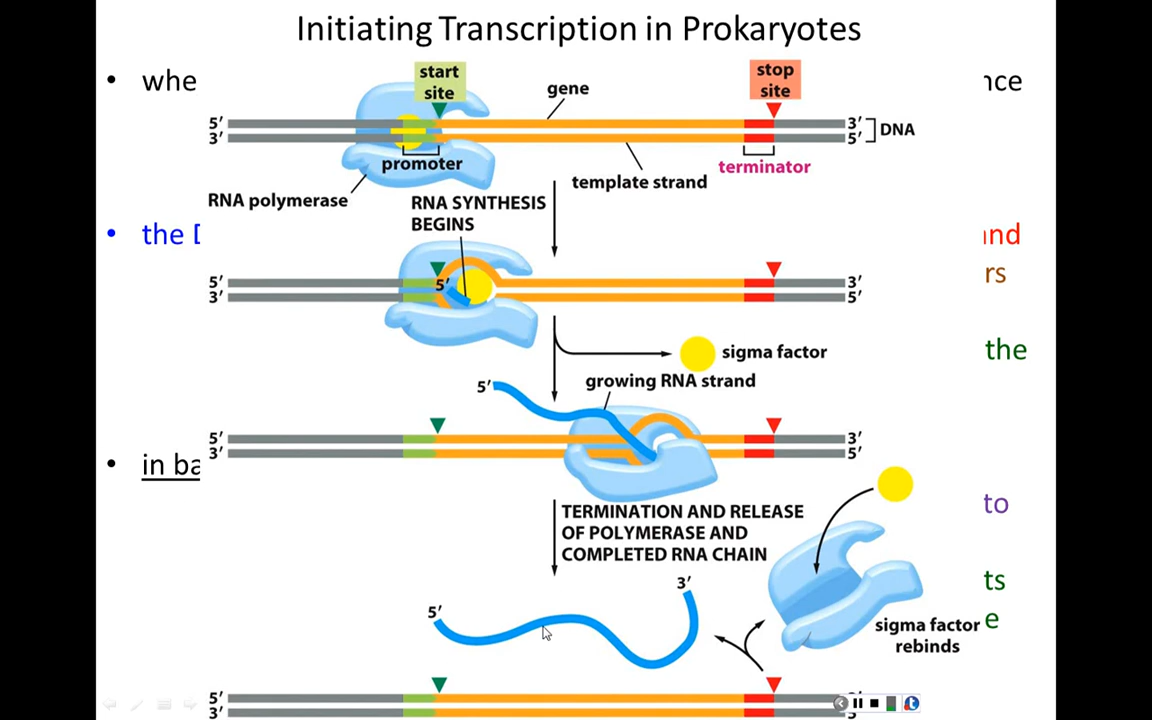 Initiating Transcription in Prokaryotes
• whe
nce
start
site
stop
site
gene
5′
3′
3′
5′
DNA
promoter
terminator
template strand
RNA polymerase
RNA SYNTHESIS
BEGINS
• the D
and
rs
5′
5′
3′
3′
5′
the
sigma factor
growing RNA strand
5′
5′
3′
3′
5′
• in ba
to
TERMINATION AND RELEASE
OF POLYMERASE AND
COMPLETED RNA CHAIN
3′
ts
5′
sigma factor
rebinds
e
5′
3′